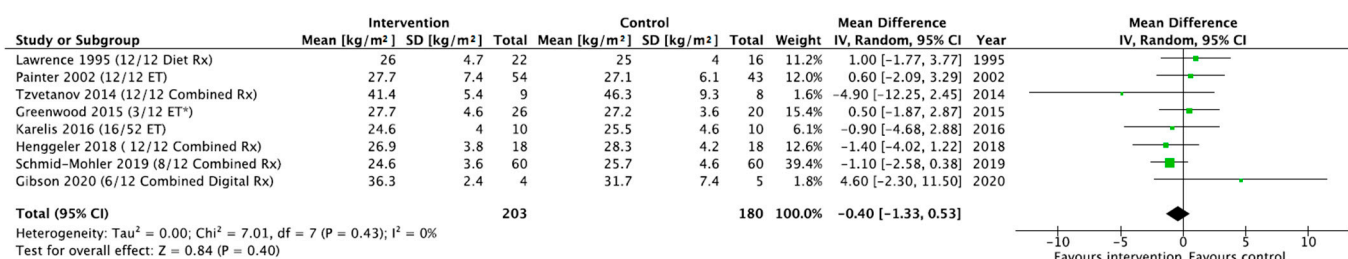 Intervention Control Mean Difference Mean Difference
Study or Subgroup Mean [kg/m²] SD [kg/m²] Total Mean [kg/m²] SD [kg/m²] Total Weight IV, Random, 95% CI Year IV, Random, 95% CI
Lawrence 1995 (12/12 Diet Rx) 26 4.7 22 25 4 16 11.2% 1.00 [-1.77, 3.77] 1995
Painter 2002 (12/12 ET) 27.7 7.4 54 27.1 6.1 43 12.0% 0.60 [-2.09, 3.29] 2002
Tzvetanov 2014 (12/12 Combined Rx) 41.4 5.4 9 46.3 9.3 8 1.6% -4.90 [-12.25, 2.45] 2014
Greenwood 2015 (3/12 ET*) 27.7 4.6 26 27.2 3.6 20 15.4% 0.50 [-1.87, 2.87] 2015
Karelis 2016 (16/52 ET) 24.6 4 10 25.5 4.6 10 6.1% -0.90 [-4.68, 2.88] 2016
Henggeler 2018 ( 12/12 Combined Rx) 26.9 3.8 18 28.3 4.2 18 12.6% -1.40 [-4.02, 1.22] 2018
Schmid-Mohler 2019 (8/12 Combined Rx) 24.6 3.6 60 25.7 4.6 60 39.4% -1.10 [-2.58, 0.38] 2019
Gibson 2020 (6/12 Combined Digital Rx) 36.3 2.4 4 31.7 7.4 5 1.8% 4.60 [-2.30, 11.50] 2020
Total (95% CI) 203 180 100.0% -0.40 [-1.33, 0.53]
Heterogeneity: Tau² = 0.00; Chi² = 7.01, df = 7 (P = 0.43); I² = 0%
Test for overall effect: Z = 0.84 (P = 0.40)
-10 -5 0 5 10
Favours intervention Favours control